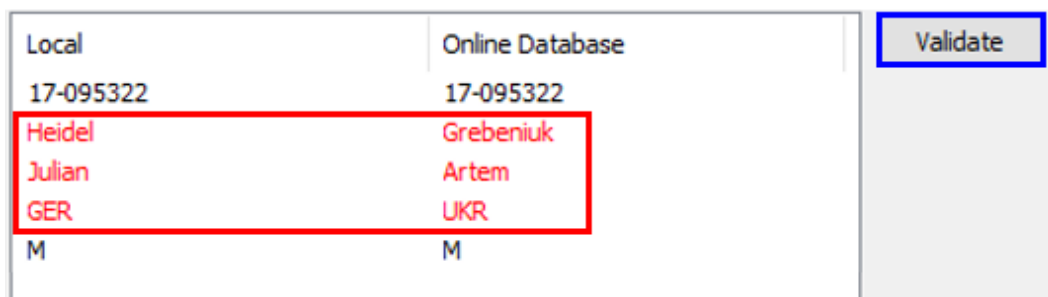 Local Online Database Validate
17-095322 17-095322
Heidel Grebeniuk
Julian Artem
GER UKR
M M